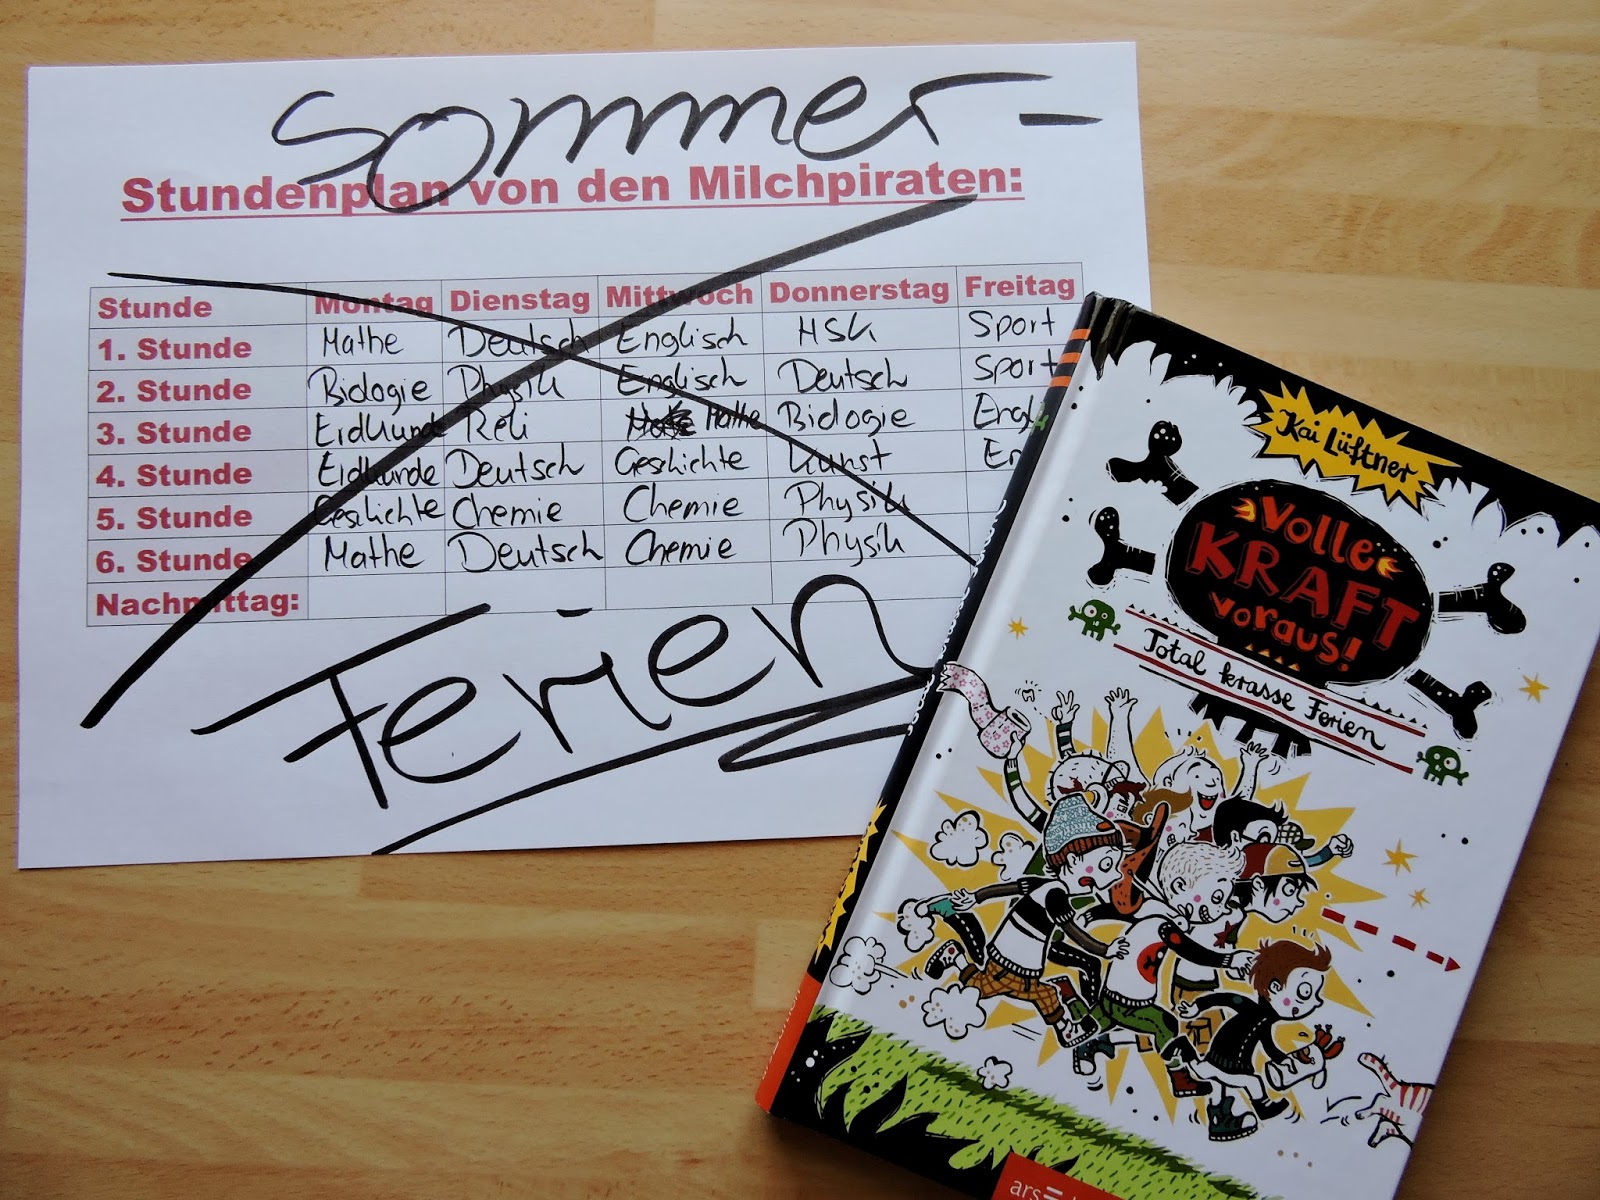 Sommer-
Stundenplan von den Milchpiraten:
Stunde Montag Dienstag Mittwoch Donnerstag Freitag
1. Stunde Mathe Deutsch Englisch HSK Sport
2. Stunde Biologie Physik Englisch Deutsch Sport
3. Stunde Erdkunde Reli Mathe Biologie Engl
4. Stunde Erdkunde Deutsch Geschichte Kunst En
5. Stunde Geschichte Chemie Chemie Physik
6. Stunde Mathe Deutsch Chemie Physik
Nachmittag:
Ferien
Kai Lüftner
Volle
KRAFT
voraus!
Total krasse Ferien
ars